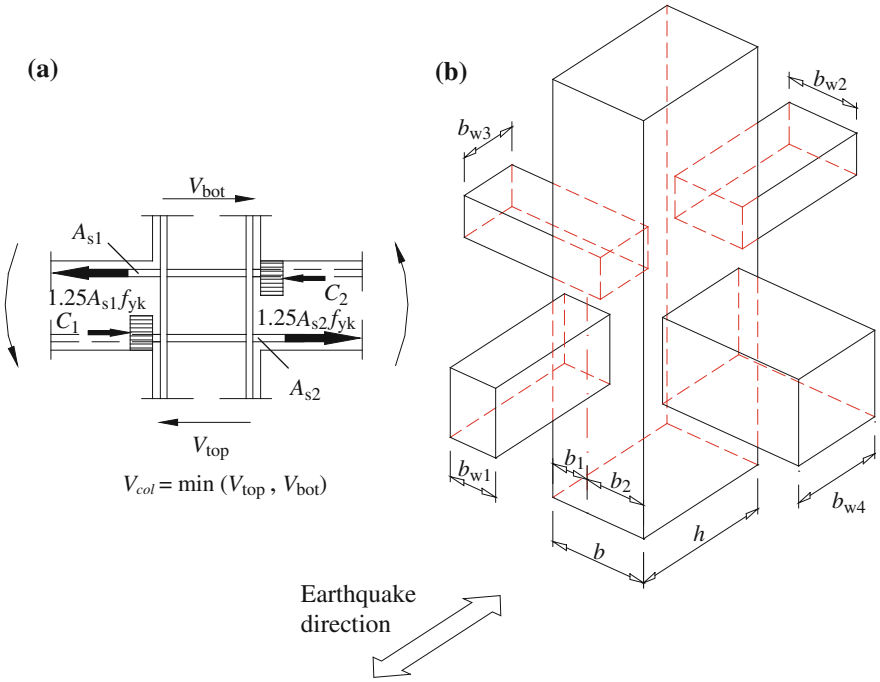 (a)
V_bot
A_s1
1.25A_s1f_yk
C_2
C_1
1.25A_s2f_yk
A_s2
V_top
V_col = min (V_top , V_bot)
(b)
b_w2
b_w3
b_1
b_2
b_w1
b_w4
b
h
Earthquake
direction